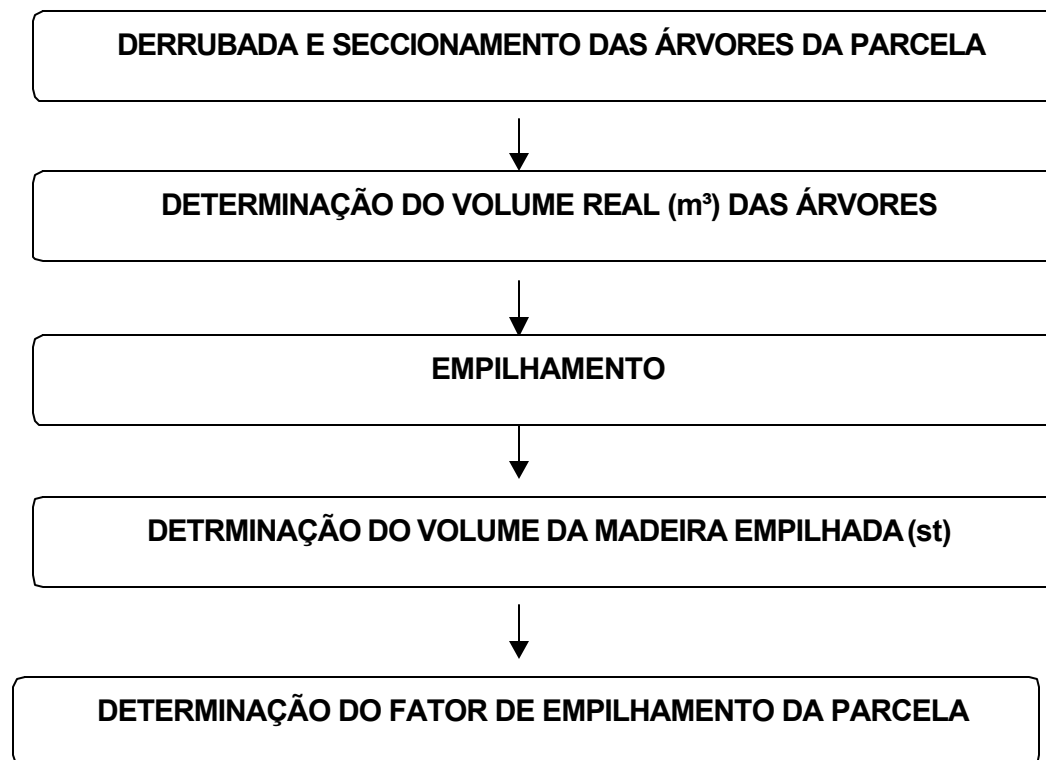 DERRUBADA E SECCIONAMENTO DAS ÁRVORES DA PARCELA
DETERMINAÇÃO DO VOLUME REAL (m³) DAS ÁRVORES
EMPILHAMENTO
DETRMINAÇÃO DO VOLUME DA MADEIRA EMPILHADA (st)
DETERMINAÇÃO DO FATOR DE EMPILHAMENTO DA PARCELA